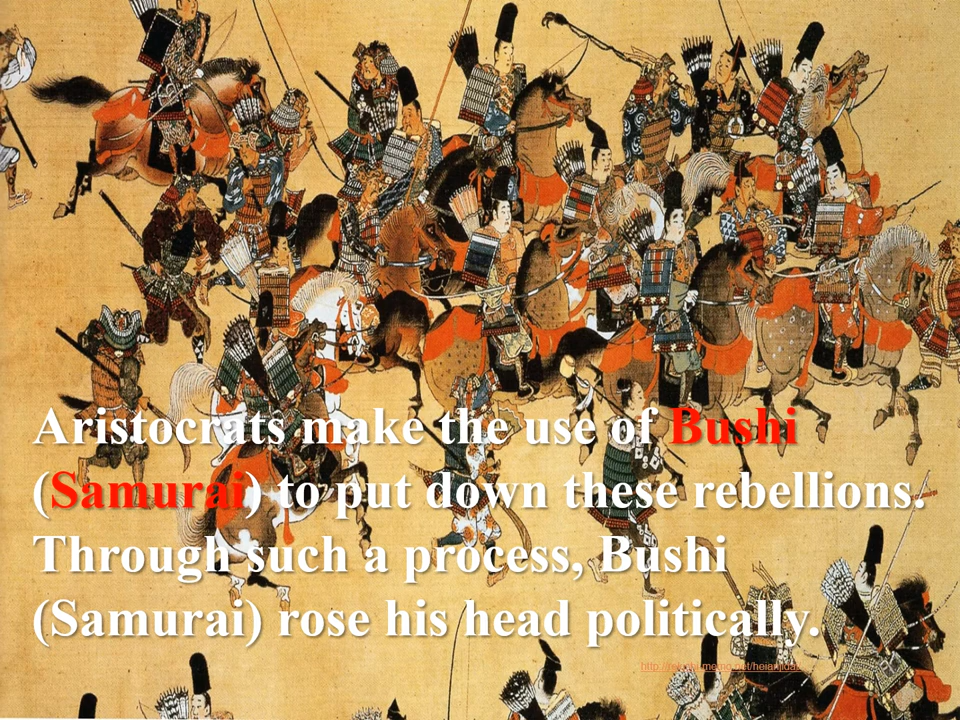 Aristocrats make the use of Bushi
(Samurai) to put down these rebellions.
Through such a process, Bushi
(Samurai) rose his head politically.